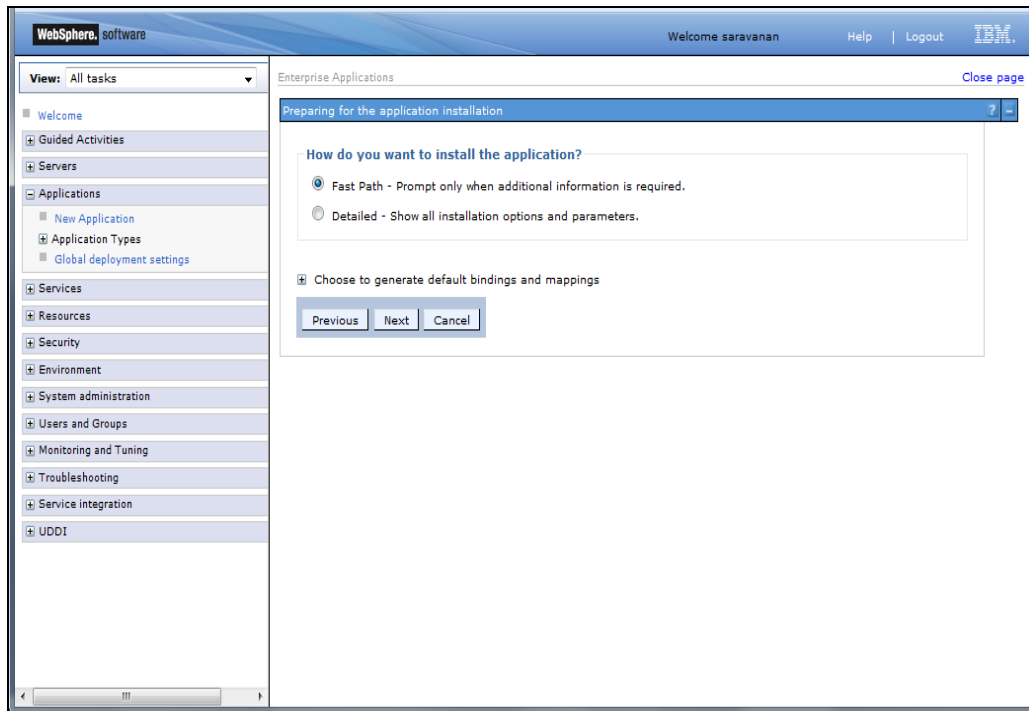 WebSphere. software
Welcome saravanan
Help | Logout
IBM.
View: All tasks
Welcome
Guided Activities
Servers
Applications
New Application
Application Types
Global deployment settings
Services
Resources
Security
Environment
System administration
Users and Groups
Monitoring and Tuning
Troubleshooting
Service integration
UDDI
Enterprise Applications
Close page
Preparing for the application installation
? -
How do you want to install the application?
Fast Path - Prompt only when additional information is required.
Detailed - Show all installation options and parameters.
Choose to generate default bindings and mappings
Previous Next Cancel